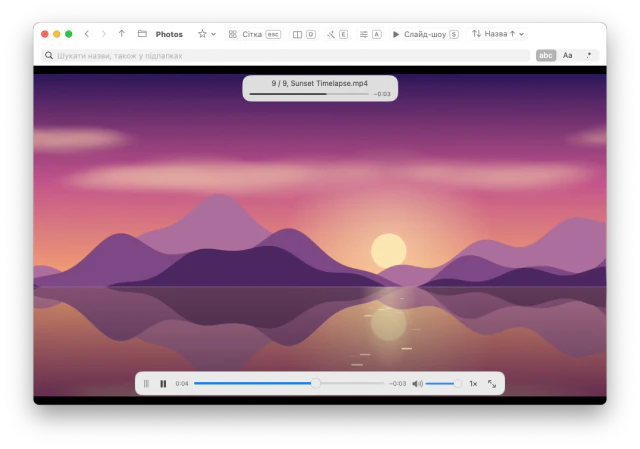 Photos Сітка esc D E A Слайд-шоу S Назва
Шукати назви, також у підпапках abc Aa .*
9 / 9, Sunset Timelapse.mp4
−0:03
0:04 −0:03 1×